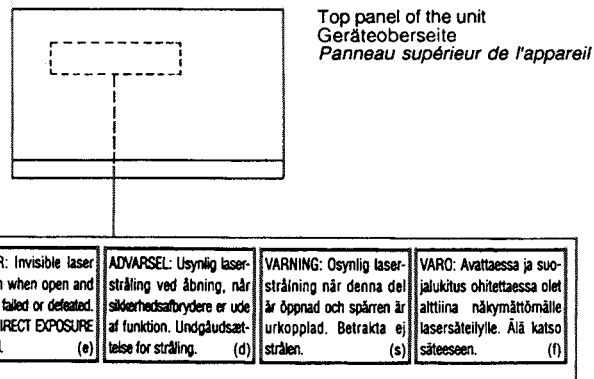 Top panel of the unit
Geräteoberseite
Panneau supérieur de l'appareil
R: Invisible laser
n when open and
failed or defeated.
IRECT EXPOSURE
(e)
ADVARSEL: Usynlig laser-
stråling ved åbning, når
sikkerhedsafbrydere er ude
af funktion. Undgåudsæt-
telse for stråling. (d)
VARNING: Osynlig laser-
strålning när denna del
är öppnad och spärren är
urkopplad. Betrakta ej
strålen. (s)
VARO: Avattaessa ja suo-
jalukitus ohitettaessa olet
alttiina näkymättömälle
lasersäteilylle. Älä katso
säteeseen. (f)